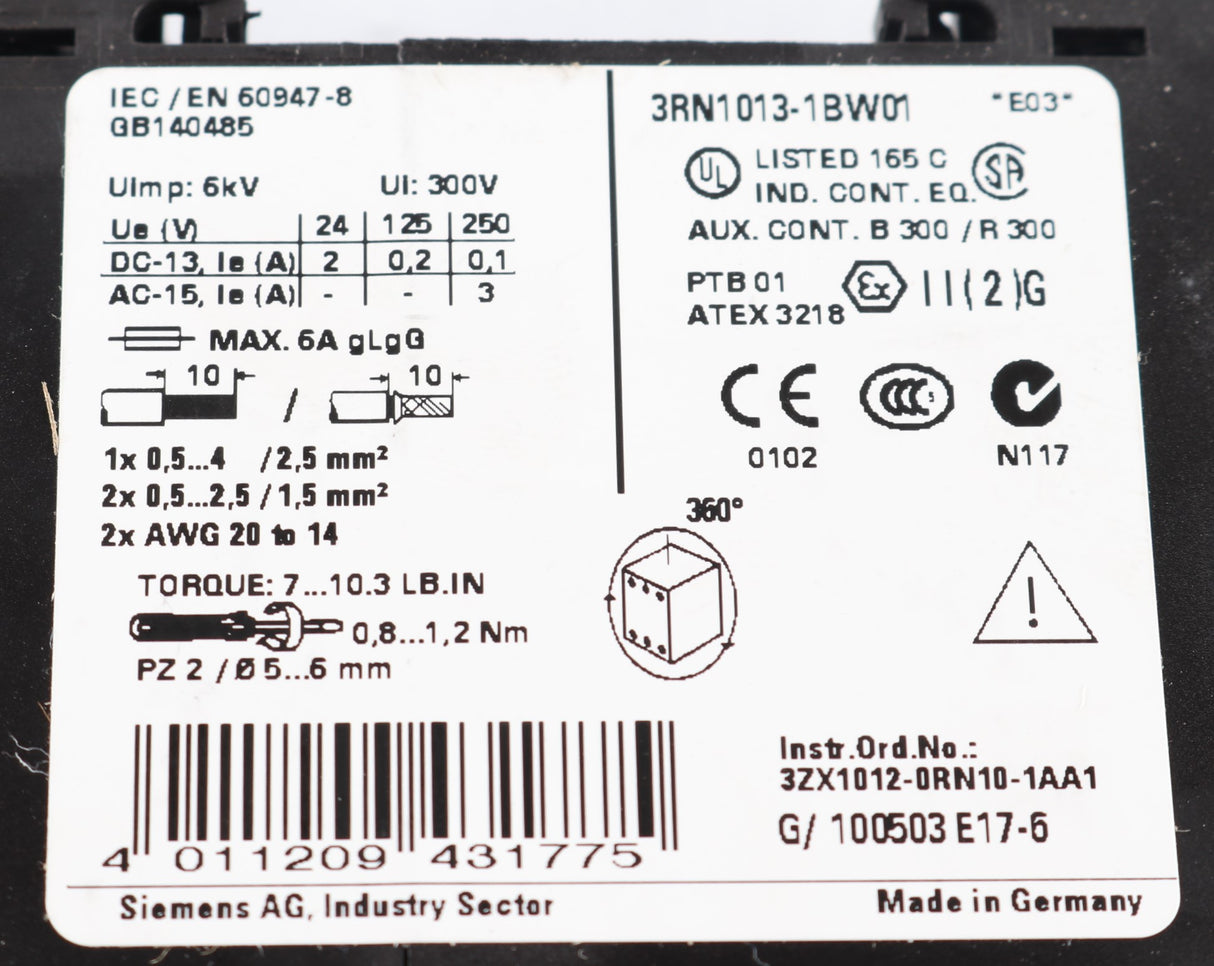 IEC / EN 60947-8
GB140485
UImp: 6kV UI: 300V
Ue (V) 24 125 250
DC-13, Ie (A) 2 0,2 0,1
AC-15, Ie (A) - - 3
MAX. 6A gLgG
10 / 10
1x 0,5...4 /2,5 mm²
2x 0,5...2,5 / 1,5 mm²
2x AWG 20 to 14
TORQUE: 7...10.3 LB.IN
0,8...1,2 Nm
PZ 2 / Ø 5...6 mm
4 011209 431775
3RN1013-1BW01 "E03"
UL LISTED 165 C SA
IND. CONT. EQ.
AUX. CONT. B 300 / R 300
PTB 01 Ex II(2)G
ATEX 3218
CE CCC S
0102 N117
360°
!
Instr.Ord.No.:
3ZX1012-0RN10-1AA1
G/ 100503 E17-6
Siemens AG, Industry Sector Made in Germany